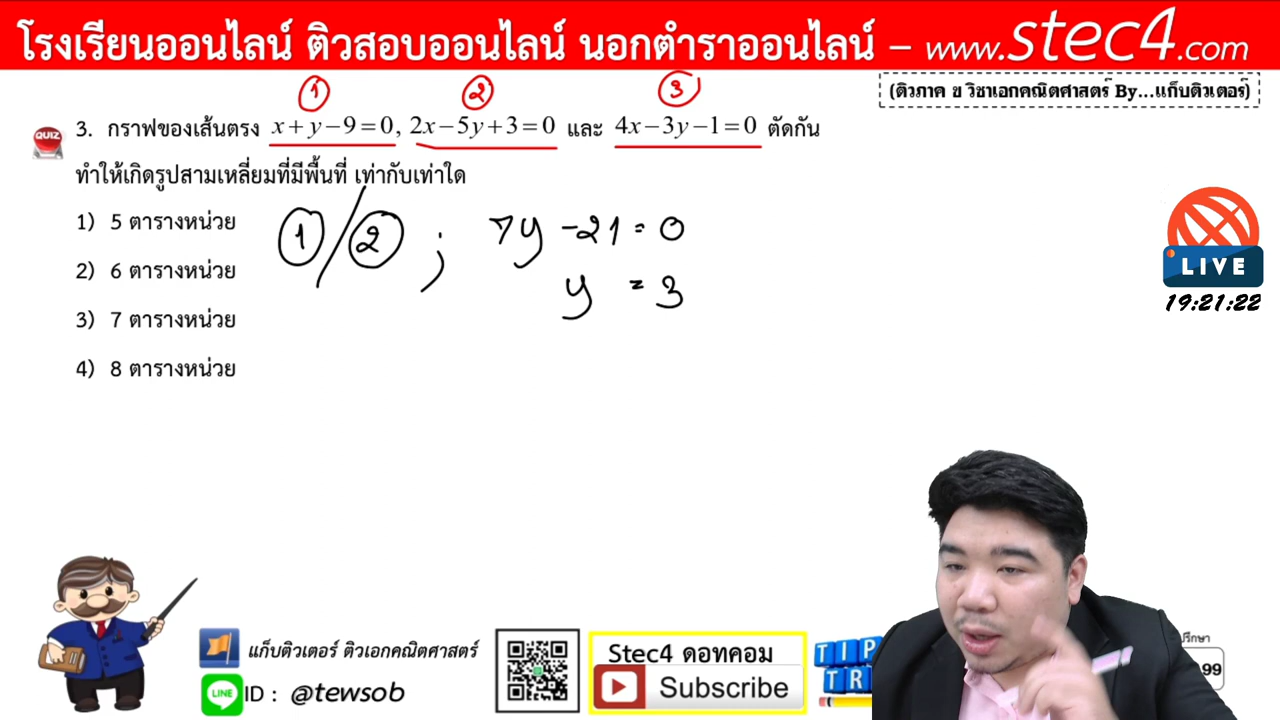 โรงเรียนออนไลน์ ติวสอบออนไลน์ นอกตำราออนไลน์ – www.stec4.com
(ติวภาค ข วิชาเอกคณิตศาสตร์ By...แก็บติวเตอร์)
① ② ③
QUIZ
3. กราฟของเส้นตรง x+y−9=0, 2x−5y+3=0 และ 4x−3y−1=0 ตัดกัน
ทำให้เกิดรูปสามเหลี่ยมที่มีพื้นที่ เท่ากับเท่าใด
1) 5 ตารางหน่วย
2) 6 ตารางหน่วย
3) 7 ตารางหน่วย
4) 8 ตารางหน่วย
①/② ; 7y -21 = 0
y = 3
LIVE
19:21:22
แก็บติวเตอร์ ติวเอกคณิตศาสตร์
LINE ID : @tewsob
Stec4 ดอทคอม
Subscribe
TIP
TR
ปรึกษา
99